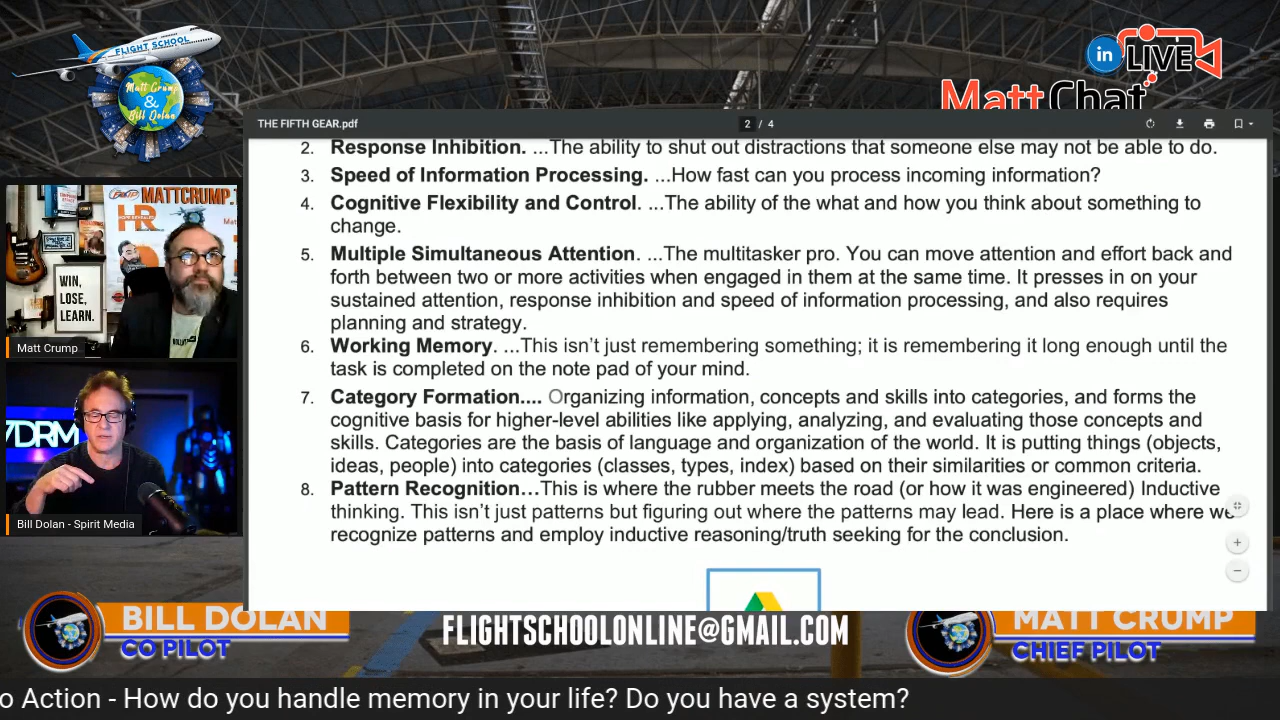 FLIGHT SCHOOL
Matt Crump
&
Bill Dolan
in LIVE
MattChat
THE FIFTH GEAR.pdf
2 / 4
2. Response Inhibition. ...The ability to shut out distractions that someone else may not be able to do.
3. Speed of Information Processing. ...How fast can you process incoming information?
4. Cognitive Flexibility and Control. ...The ability of the what and how you think about something to
change.
5. Multiple Simultaneous Attention. ...The multitasker pro. You can move attention and effort back and
forth between two or more activities when engaged in them at the same time. It presses in on your
sustained attention, response inhibition and speed of information processing, and also requires
planning and strategy.
6. Working Memory. ...This isn't just remembering something; it is remembering it long enough until the
task is completed on the note pad of your mind.
7. Category Formation.... Organizing information, concepts and skills into categories, and forms the
cognitive basis for higher-level abilities like applying, analyzing, and evaluating those concepts and
skills. Categories are the basis of language and organization of the world. It is putting things (objects,
ideas, people) into categories (classes, types, index) based on their similarities or common criteria.
8. Pattern Recognition…This is where the rubber meets the road (or how it was engineered) Inductive
thinking. This isn't just patterns but figuring out where the patterns may lead. Here is a place where we
recognize patterns and employ inductive reasoning/truth seeking for the conclusion.
MATTCRUMP.
WIN,
LOSE,
LEARN.
Matt Crump
7DRM
Bill Dolan - Spirit Media
BILL DOLAN
CO PILOT
FLIGHTSCHOOLONLINE@GMAIL.COM
MATT CRUMP
CHIEF PILOT
o Action - How do you handle memory in your life? Do you have a system?